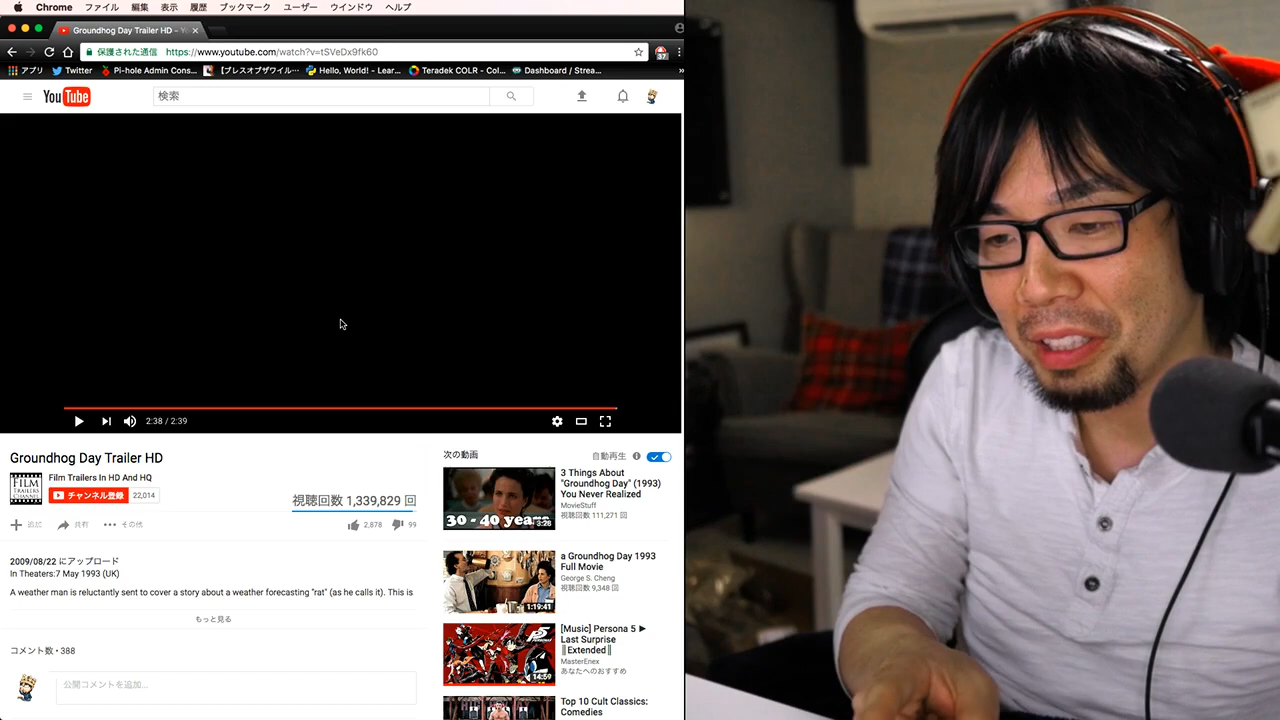 Chrome ファイル 編集 表示 履歴 ブックマーク ユーザー ウインドウ ヘルプ
Groundhog Day Trailer HD - Yo
保護された通信 https://www.youtube.com/watch?v=tSVeDx9fk60
37
アプリ Twitter Pi-hole Admin Cons... 【ブレスオブザワイル… Hello, World! - Lear... Teradek COLR - Col... Dashboard / Strea... »
YouTube
検索
2:38 / 2:39
Groundhog Day Trailer HD
FILM TRAILERS CHANNEL
Film Trailers In HD And HQ
チャンネル登録 22,014
視聴回数 1,339,829 回
追加 共有 その他
2,878 99
2009/08/22 にアップロード
In Theaters:7 May 1993 (UK)
A weather man is reluctantly sent to cover a story about a weather forecasting "rat" (as he calls it). This is
もっと見る
コメント数・388
公開コメントを追加...
次の動画
自動再生
30 - 40 years
3:28
3 Things About
"Groundhog Day" (1993)
You Never Realized
MovieStuff
視聴回数 111,271 回
1:19:41
a Groundhog Day 1993
Full Movie
George S. Cheng
視聴回数 9,348 回
P5
14:59
[Music] Persona 5 ►
Last Surprise
║Extended║
MasterEnex
あなたへのおすすめ
Top 10 Cult Classics:
Comedies